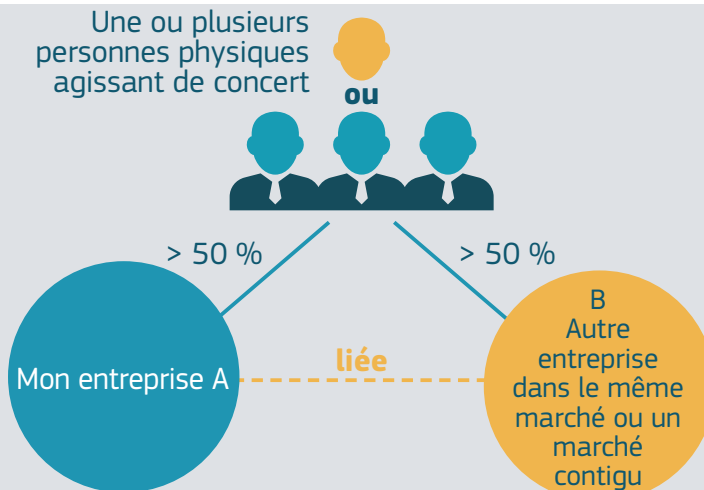 Une ou plusieurs
personnes physiques
agissant de concert
ou
> 50 %
> 50 %
Mon entreprise A
liée
B
Autre
entreprise
dans le même
marché ou un
marché
contigu